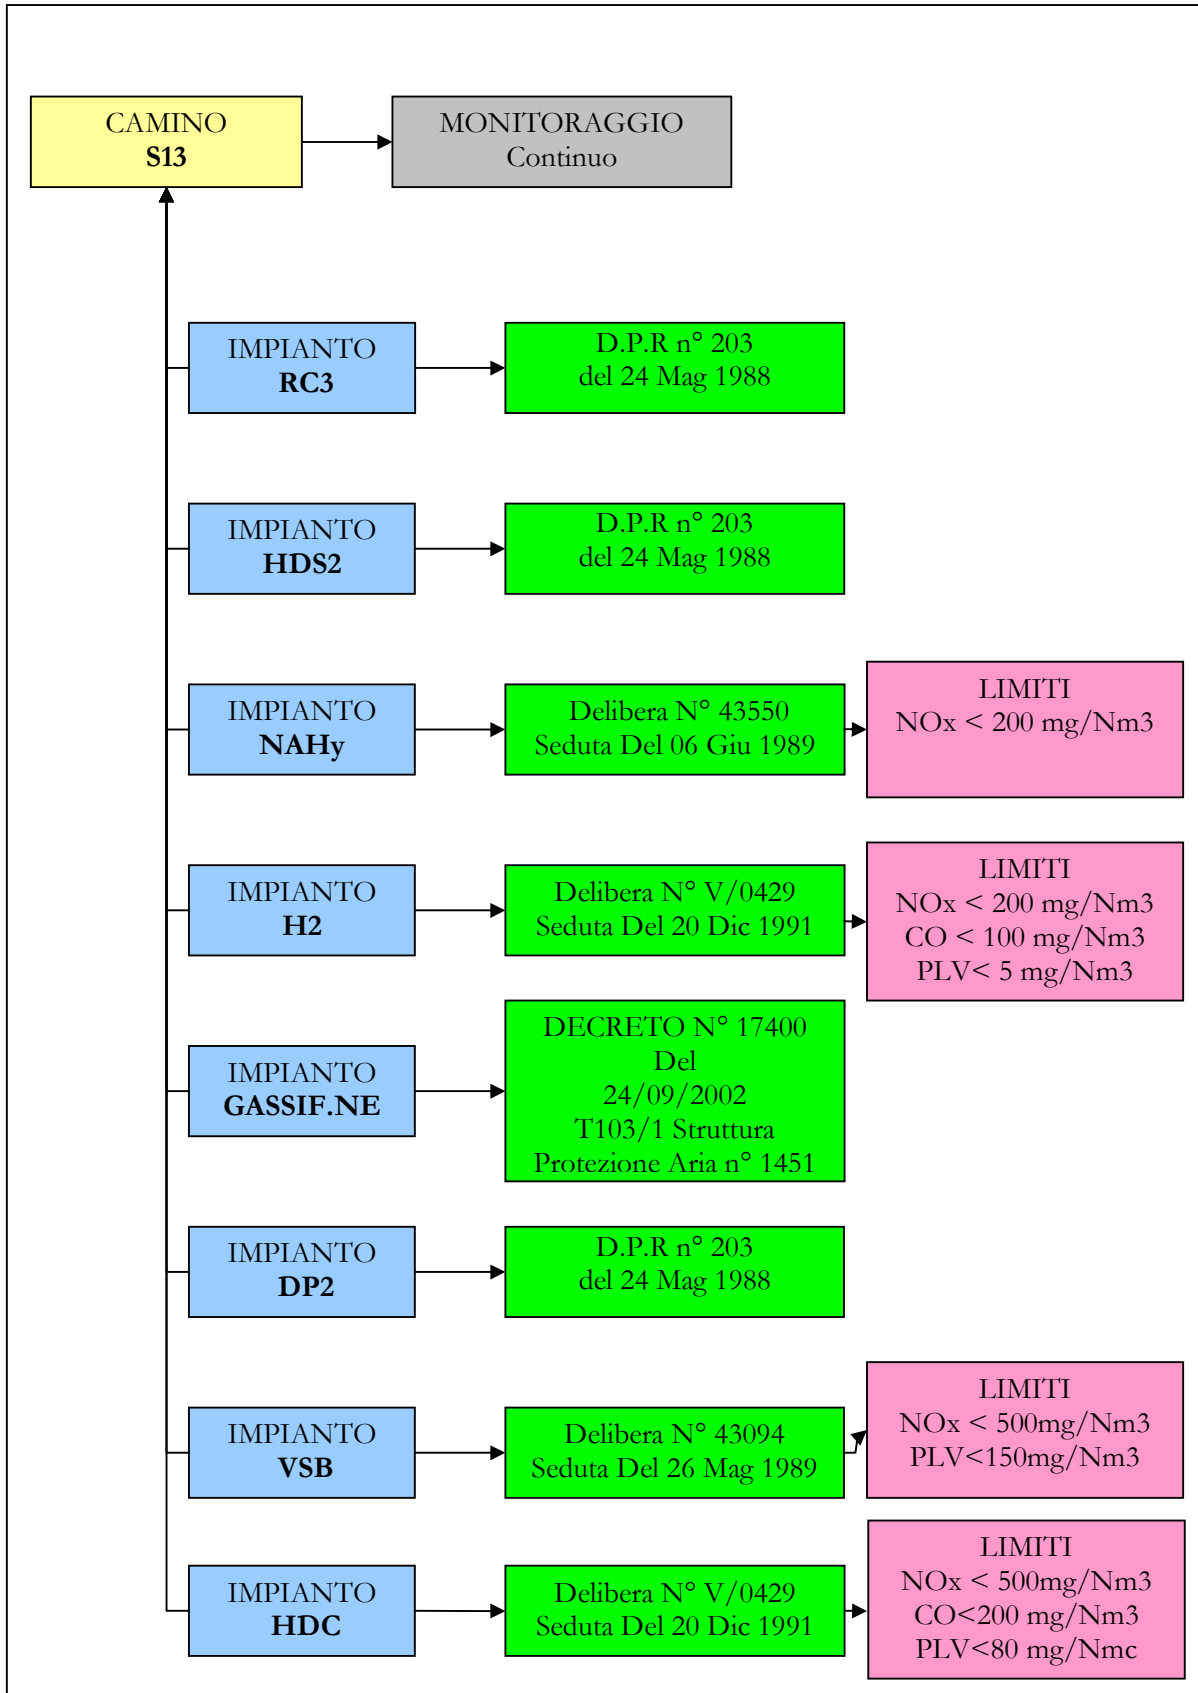 CAMINO
S13
MONITORAGGIO
Continuo
IMPIANTO
RC3
D.P.R n° 203
del 24 Mag 1988
IMPIANTO
HDS2
D.P.R n° 203
del 24 Mag 1988
IMPIANTO
NAHy
Delibera N° 43550
Seduta Del 06 Giu 1989
LIMITI
NOx < 200 mg/Nm3
IMPIANTO
H2
Delibera N° V/0429
Seduta Del 20 Dic 1991
LIMITI
NOx < 200 mg/Nm3
CO < 100 mg/Nm3
PLV< 5 mg/Nm3
IMPIANTO
GASSIF.NE
DECRETO N° 17400
Del
24/09/2002
T103/1 Struttura
Protezione Aria n° 1451
IMPIANTO
DP2
D.P.R n° 203
del 24 Mag 1988
IMPIANTO
VSB
Delibera N° 43094
Seduta Del 26 Mag 1989
LIMITI
NOx < 500mg/Nm3
PLV<150mg/Nm3
IMPIANTO
HDC
Delibera N° V/0429
Seduta Del 20 Dic 1991
LIMITI
NOx < 500mg/Nm3
CO<200 mg/Nm3
PLV<80 mg/Nmc